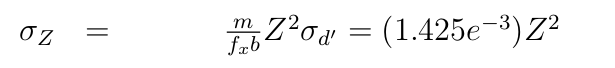 σ_Z = \frac{m}{f_x b} Z^2 σ_{d'} = (1.425e^{-3})Z^2